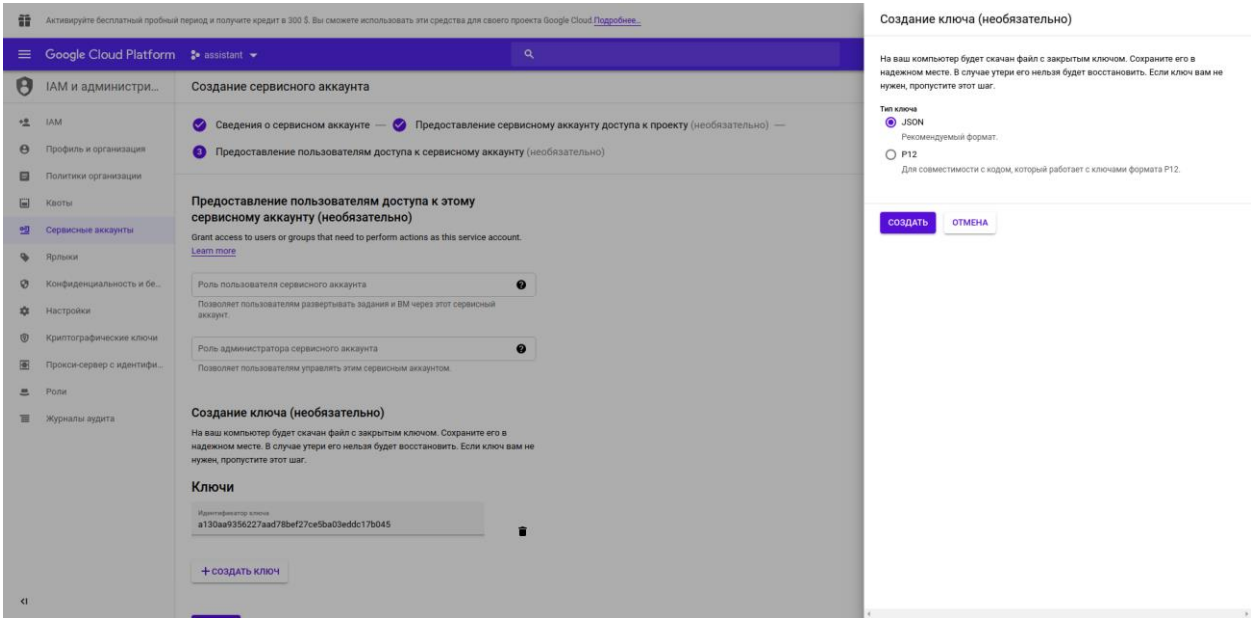 Активируйте бесплатный пробный период и получите кредит в 300 $. Вы сможете использовать эти средства для своего проекта Google Cloud.Подробнее...
Google Cloud Platform
assistant
IAM и администри...
IAM
Профиль и организация
Политики организации
Квоты
Сервисные аккаунты
Ярлыки
Конфиденциальность и бе...
Настройки
Криптографические ключи
Прокси-сервер с идентифи...
Роли
Журналы аудита
Создание сервисного аккаунта
Сведения о сервисном аккаунте — Предоставление сервисному аккаунту доступа к проекту (необязательно) —
3 Предоставление пользователям доступа к сервисному аккаунту (необязательно)
Предоставление пользователям доступа к этому
сервисному аккаунту (необязательно)
Grant access to users or groups that need to perform actions as this service account.
Learn more
Роль пользователя сервисного аккаунта
Позволяет пользователям развертывать задания и ВМ через этот сервисный
аккаунт.
Роль администратора сервисного аккаунта
Позволяет пользователям управлять этим сервисным аккаунтом.
Создание ключа (необязательно)
На ваш компьютер будет скачан файл с закрытым ключом. Сохраните его в
надежном месте. В случае утери его нельзя будет восстановить. Если ключ вам не
нужен, пропустите этот шаг.
Ключи
Идентификатор ключа
a130aa9356227aad78bef27ce5ba03eddc17b045
+ СОЗДАТЬ КЛЮЧ
Создание ключа (необязательно)
На ваш компьютер будет скачан файл с закрытым ключом. Сохраните его в
надежном месте. В случае утери его нельзя будет восстановить. Если ключ вам не
нужен, пропустите этот шаг.
Тип ключа
JSON
Рекомендуемый формат.
P12
Для совместимости с кодом, который работает с ключами формата P12.
СОЗДАТЬ
ОТМЕНА